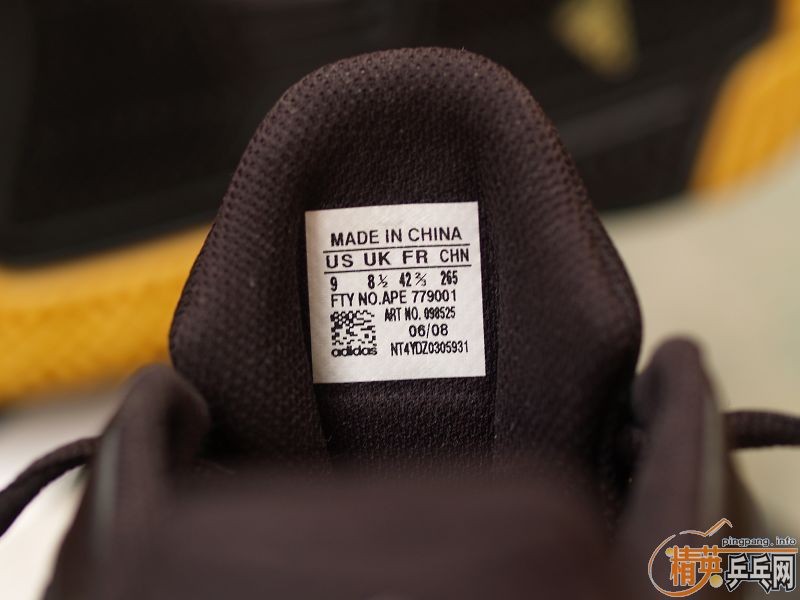 MADE IN CHINA
US UK FR CHN
9 8½ 42⅔ 265
FTY NO.APE 779001
ART NO. 098525
06/08
adidas NT4YDZ0305931
pingpang.info
精英乒乓网